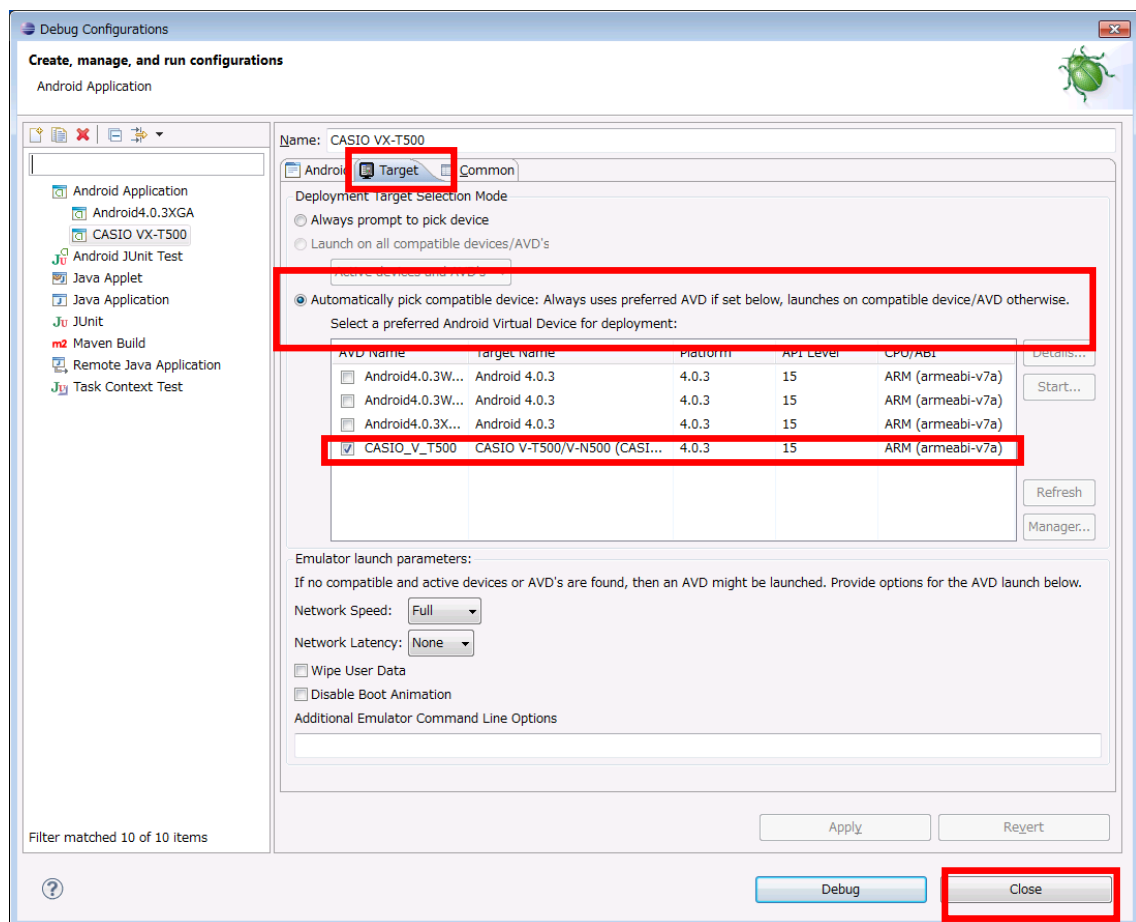 Debug Configurations
Create, manage, and run configurations
Android Application
Name: CASIO VX-T500
Android Target Common
Android Application
Android4.0.3XGA
CASIO VX-T500
Android JUnit Test
Java Applet
Java Application
JUnit
Maven Build
Remote Java Application
Task Context Test
Filter matched 10 of 10 items
Deployment Target Selection Mode
Always prompt to pick device
Launch on all compatible devices/AVD's
Active devices and AVD's
Automatically pick compatible device: Always uses preferred AVD if set below, launches on compatible device/AVD otherwise.
Select a preferred Android Virtual Device for deployment:
AVD Name Target Name Platform API Level CPU/ABI Details...
Android4.0.3W... Android 4.0.3 4.0.3 15 ARM (armeabi-v7a) Start...
Android4.0.3W... Android 4.0.3 4.0.3 15 ARM (armeabi-v7a)
Android4.0.3X... Android 4.0.3 4.0.3 15 ARM (armeabi-v7a)
CASIO_V_T500 CASIO V-T500/V-N500 (CASI... 4.0.3 15 ARM (armeabi-v7a)
Refresh
Manager...
Emulator launch parameters:
If no compatible and active devices or AVD's are found, then an AVD might be launched. Provide options for the AVD launch below.
Network Speed: Full
Network Latency: None
Wipe User Data
Disable Boot Animation
Additional Emulator Command Line Options
Apply Revert
Debug Close